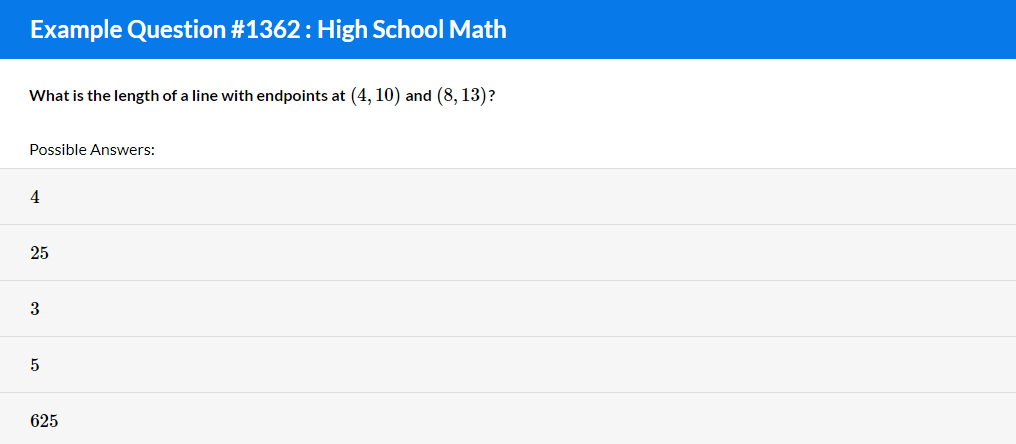 Example Question #1362 : High School Math
What is the length of a line with endpoints at (4, 10) and (8, 13)?
Possible Answers:
4
25
3
5
625